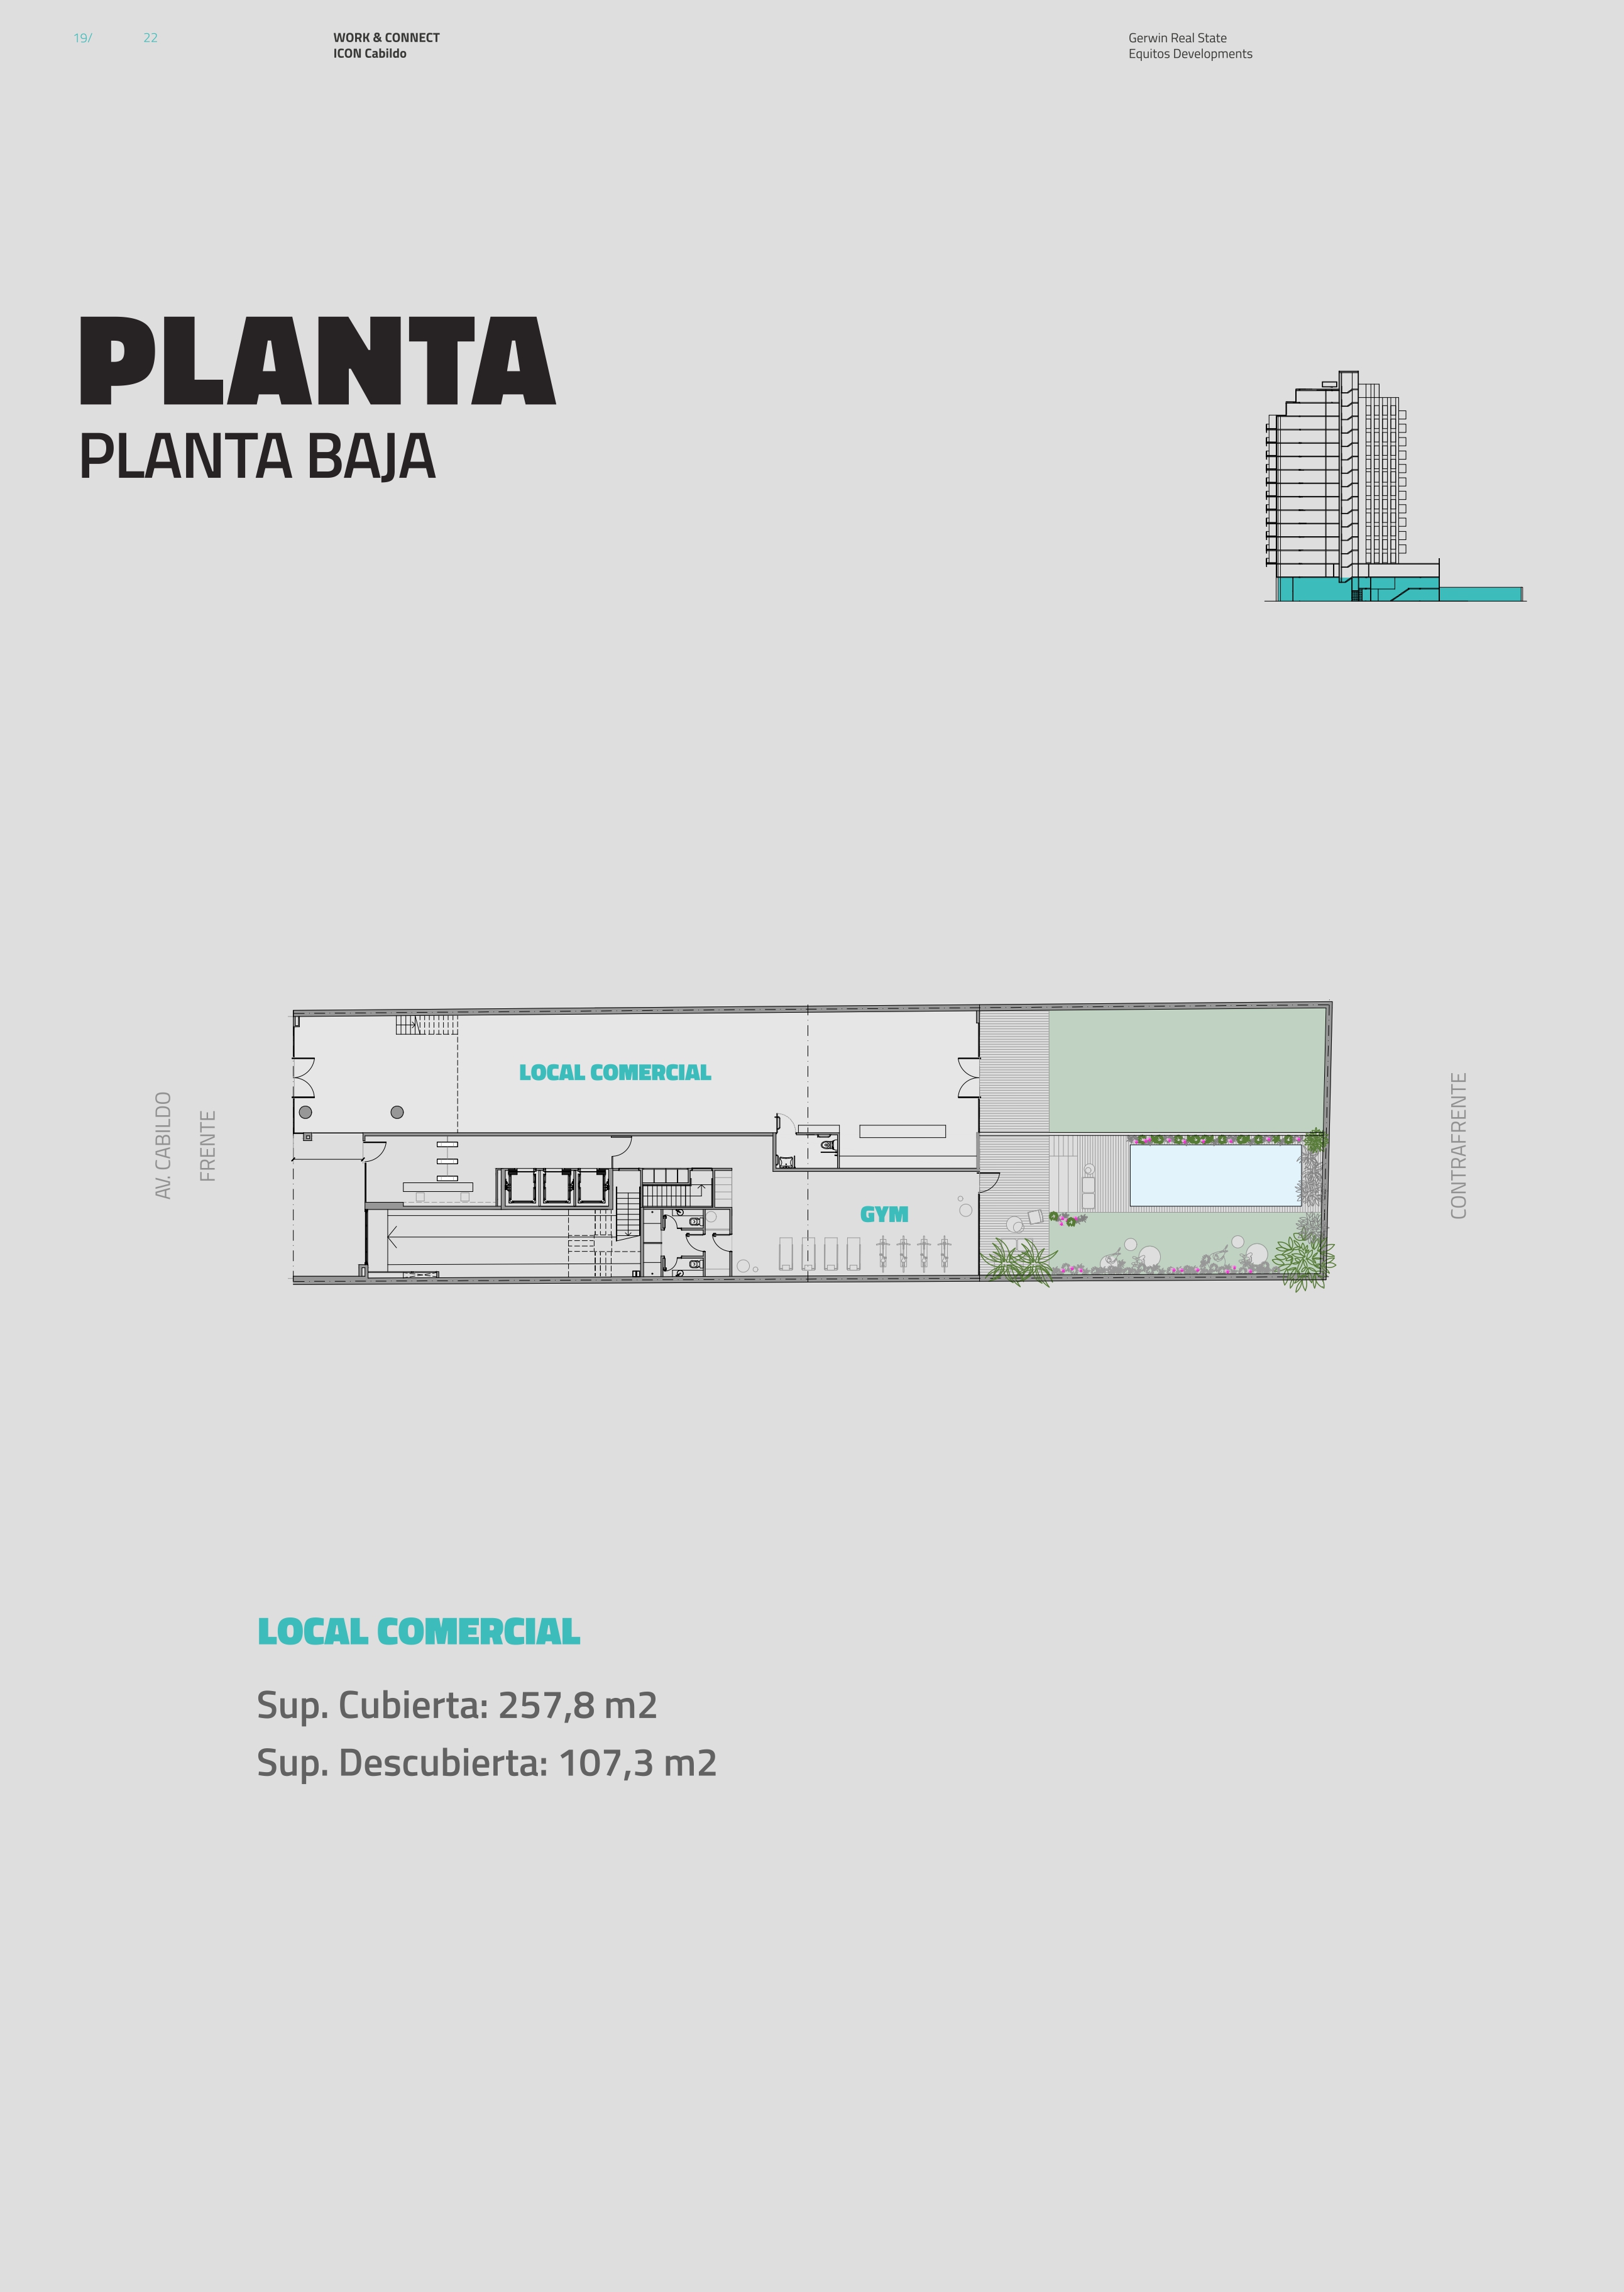 19/ 22
WORK & CONNECT
ICON Cabildo
Gerwin Real State
Equitos Developments
PLANTA
PLANTA BAJA
AV. CABILDO
FRENTE
LOCAL COMERCIAL
GYM
CONTRAFRENTE
LOCAL COMERCIAL
Sup. Cubierta: 257,8 m2
Sup. Descubierta: 107,3 m2